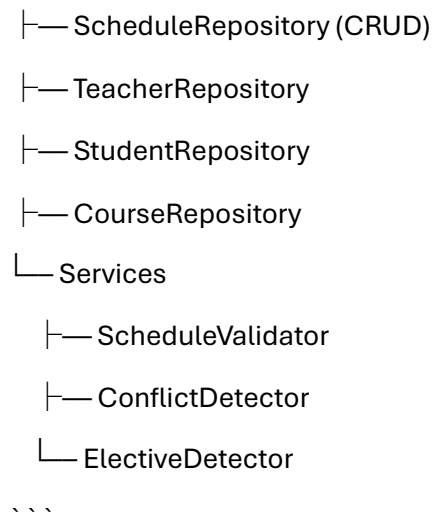 ├── ScheduleRepository (CRUD)
├── TeacherRepository
├── StudentRepository
├── CourseRepository
└── Services
├── ScheduleValidator
├── ConflictDetector
└── ElectiveDetector
```